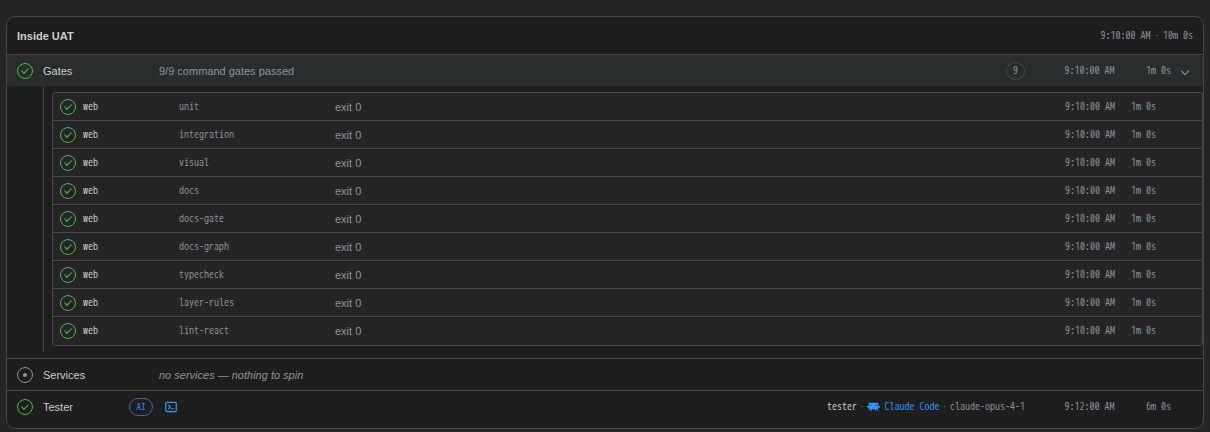 Inside UAT 9:10:00 AM · 10m 0s
Gates 9/9 command gates passed 9 9:10:00 AM 1m 0s
web unit exit 0 9:10:00 AM 1m 0s
web integration exit 0 9:10:00 AM 1m 0s
web visual exit 0 9:10:00 AM 1m 0s
web docs exit 0 9:10:00 AM 1m 0s
web docs-gate exit 0 9:10:00 AM 1m 0s
web docs-graph exit 0 9:10:00 AM 1m 0s
web typecheck exit 0 9:10:00 AM 1m 0s
web layer-rules exit 0 9:10:00 AM 1m 0s
web lint-react exit 0 9:10:00 AM 1m 0s
Services no services — nothing to spin
Tester AI tester · Claude Code · claude-opus-4-1 9:12:00 AM 6m 0s